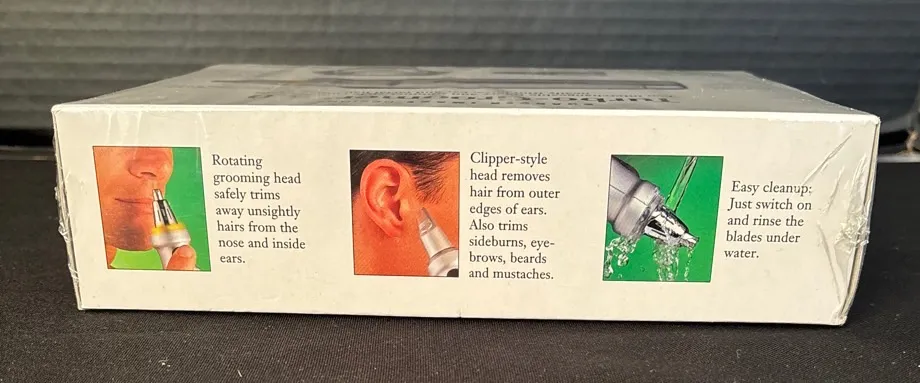 Rotating
grooming head
safely trims
away unsightly
hairs from the
nose and inside
ears.
Clipper-style
head removes
hair from outer
edges of ears.
Also trims
sideburns, eye-
brows, beards
and mustaches.
Easy cleanup:
Just switch on
and rinse the
blades under
water.